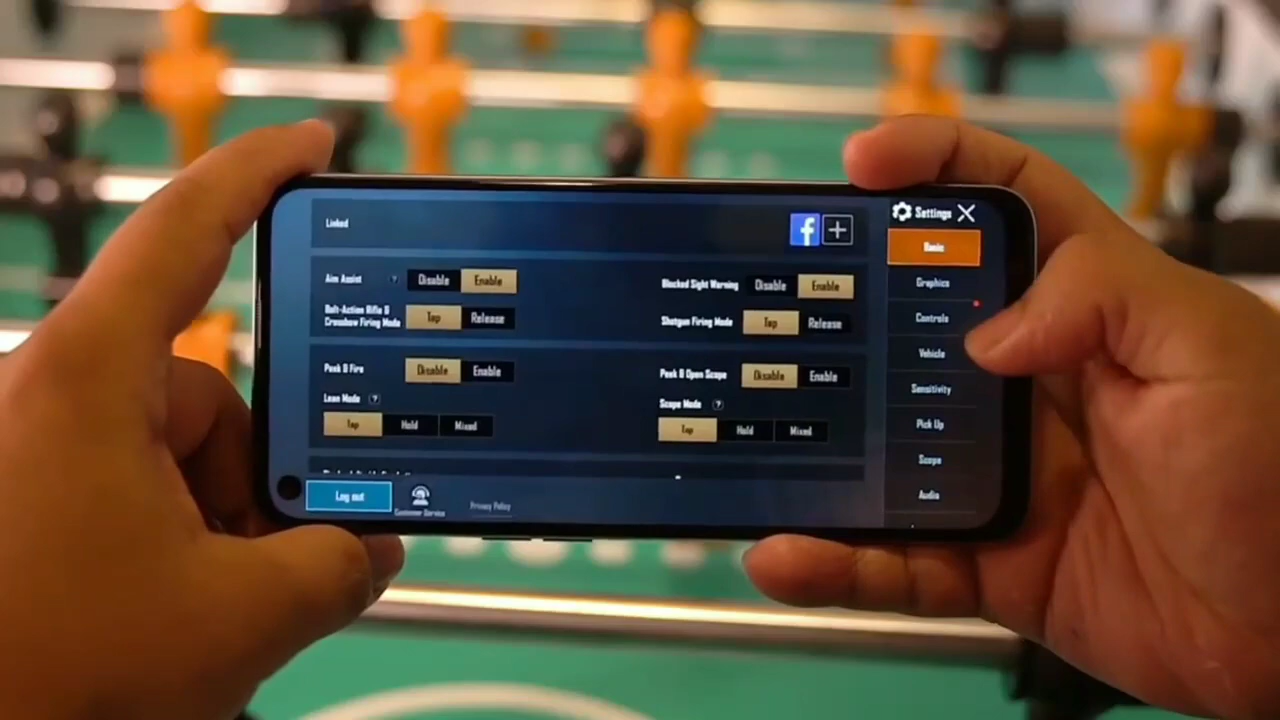 Linked
f
Settings
Basic
Aim Assist ? Disable Enable
Blocked Sight Warning Disable Enable
Graphics
Bolt-Action Rifle &
Crossbow Firing Mode Tap Release
Shotgun Firing Mode Tap Release
Controls
Vehicle
Peek & Fire Disable Enable
Peek & Open Scope Disable Enable
Sensitivity
Lean Mode ?
Scope Mode ?
Tap Hold Mixed
Tap Hold Mixed
Pick Up
Scope
Audio
Log out
Customer Service
Privacy Policy